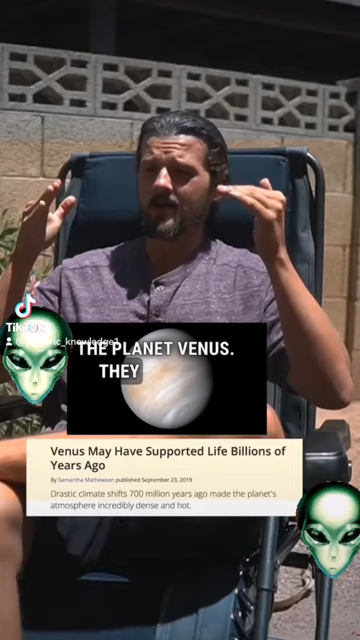 THE PLANET VENUS.
THEY
TikTok
Venus May Have Supported Life Billions of
Years Ago
By Samantha Mathewson published September 23, 2019
Drastic climate shifts 700 million years ago made the planet's
atmosphere incredibly dense and hot.